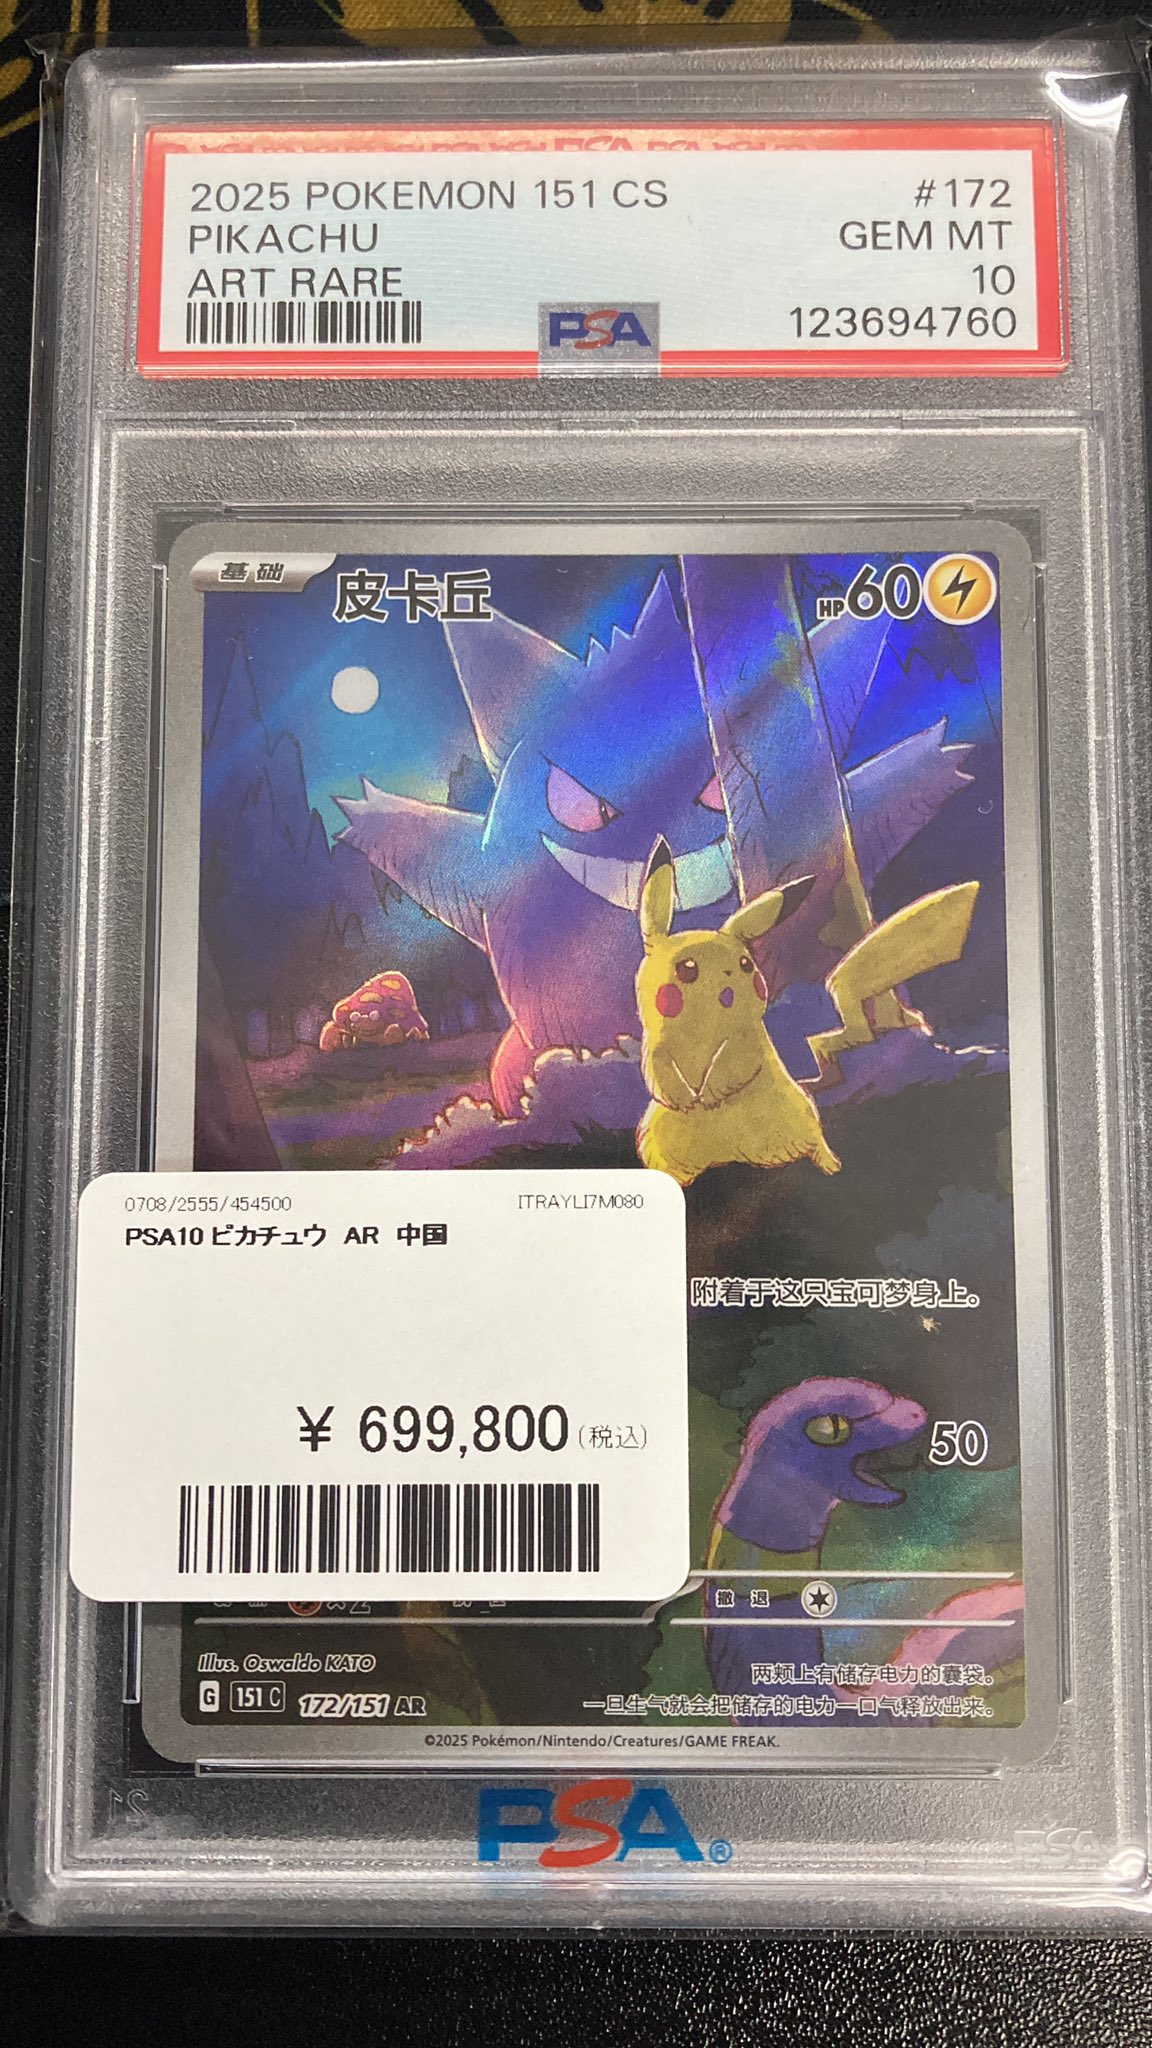 2025 POKEMON 151 CS #172
PIKACHU GEM MT
ART RARE 10
PSA 123694760
基础 皮卡丘 HP60
0708/2555/454500 ITRAYLI7M080
PSA10 ピカチュウ AR 中国
附着于这只宝可梦身上。
¥ 699,800(税込)
50
撤退
Illus. Oswaldo KATO
两颊上有储存电力的囊袋。
G 151 C 172/151 AR
一旦生气就会把储存的电力一口气释放出来。
©2025 Pokémon/Nintendo/Creatures/GAME FREAK.
PSA®